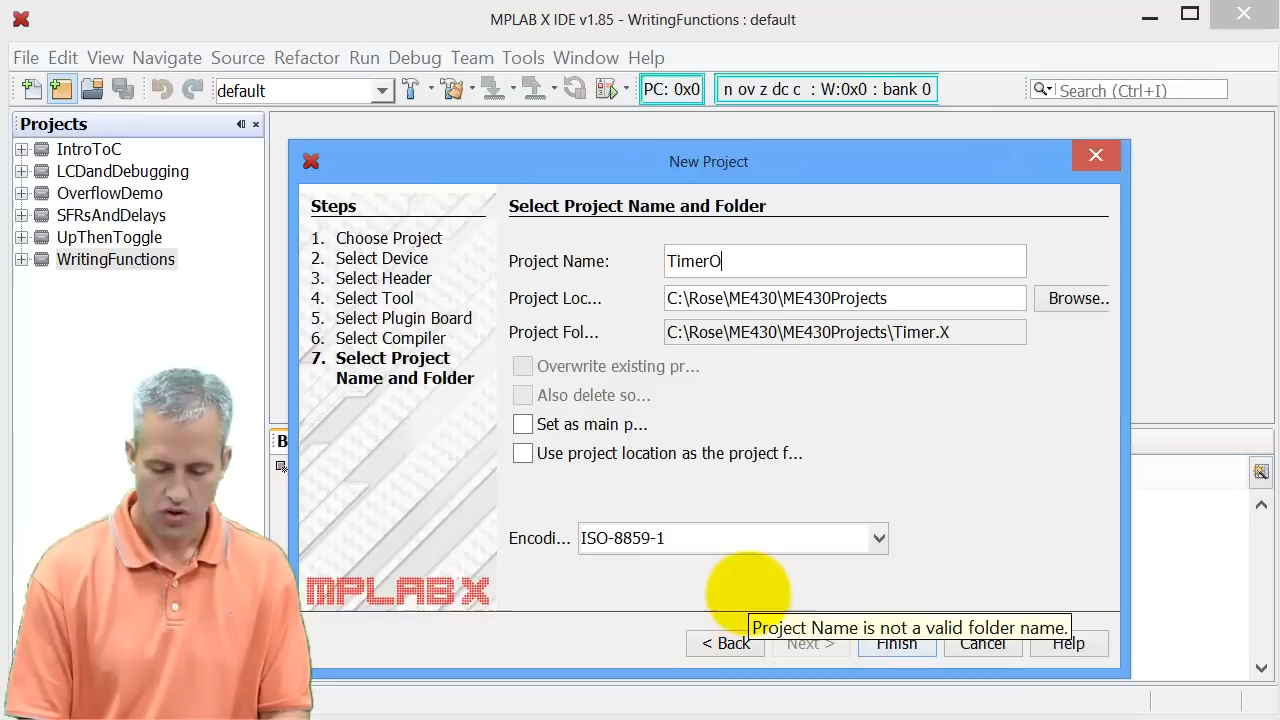 MPLAB X IDE v1.85 - WritingFunctions : default
File Edit View Navigate Source Refactor Run Debug Team Tools Window Help
default
PC: 0x0
n ov z dc c : W:0x0 : bank 0
Search (Ctrl+I)
Projects
IntroToC
LCDandDebugging
OverflowDemo
SFRsAndDelays
UpThenToggle
WritingFunctions
New Project
Steps
1. Choose Project
2. Select Device
3. Select Header
4. Select Tool
5. Select Plugin Board
6. Select Compiler
7. Select Project
Name and Folder
MPLAB X
Select Project Name and Folder
Project Name: TimerO
Project Loc... C:\Rose\ME430\ME430Projects Browse..
Project Fol... C:\Rose\ME430\ME430Projects\Timer.X
Overwrite existing pr...
Also delete so...
Set as main p...
Use project location as the project f...
Encodi... ISO-8859-1
Project Name is not a valid folder name.
< Back Next > Finish Cancel Help